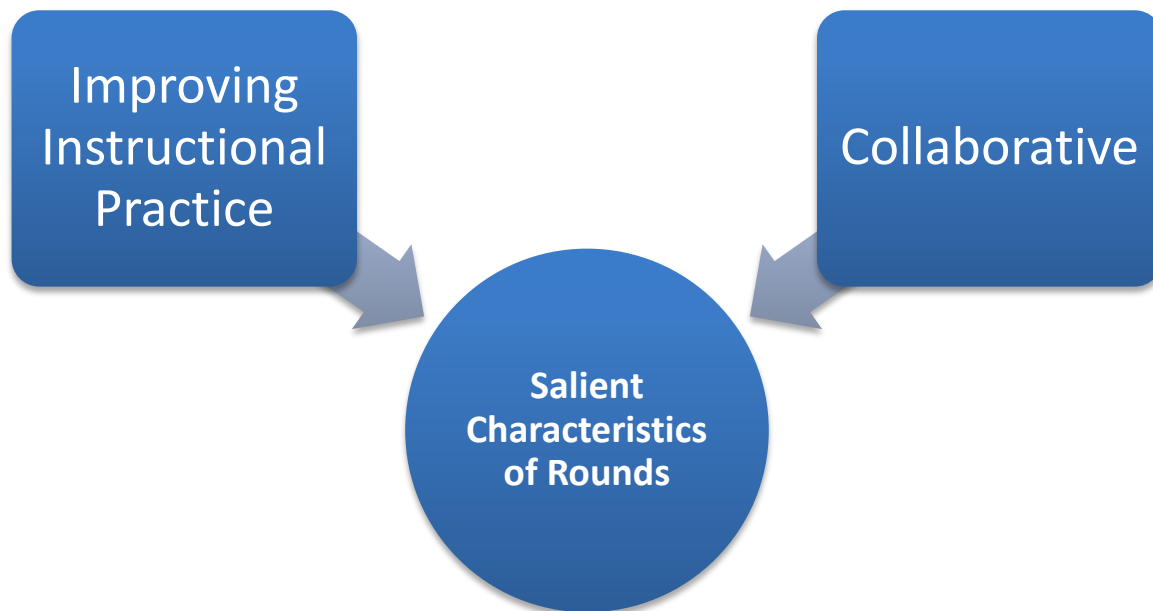 Improving
Instructional
Practice
Collaborative
Salient
Characteristics
of Rounds